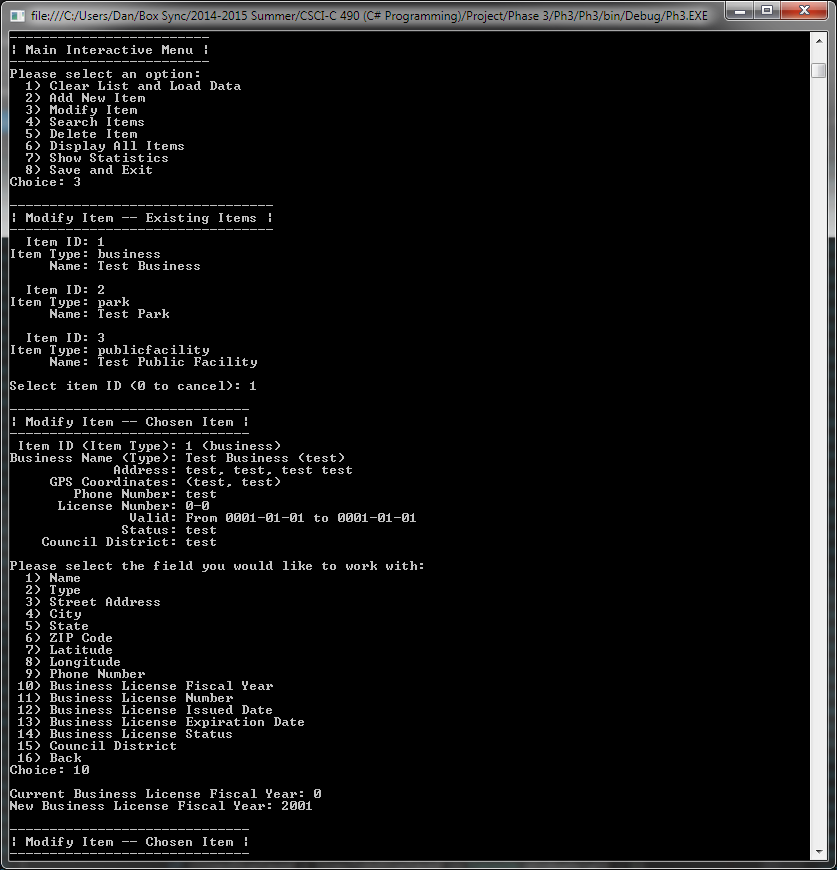 file:///C:/Users/Dan/Box Sync/2014-2015 Summer/CSCI-C 490 (C# Programming)/Project/Phase 3/Ph3/Ph3/bin/Debug/Ph3.EXE
-------------------------
| Main Interactive Menu |
-------------------------
Please select an option:
  1) Clear List and Load Data
  2) Add New Item
  3) Modify Item
  4) Search Items
  5) Delete Item
  6) Display All Items
  7) Show Statistics
  8) Save and Exit
Choice: 3
---------------------------------
| Modify Item -- Existing Items |
---------------------------------
  Item ID: 1
Item Type: business
     Name: Test Business
  Item ID: 2
Item Type: park
     Name: Test Park
  Item ID: 3
Item Type: publicfacility
     Name: Test Public Facility
Select item ID (0 to cancel): 1
------------------------------
| Modify Item -- Chosen Item |
------------------------------
 Item ID (Item Type): 1 (business)
Business Name (Type): Test Business (test)
             Address: test, test, test test
     GPS Coordinates: (test, test)
        Phone Number: test
      License Number: 0-0
               Valid: From 0001-01-01 to 0001-01-01
              Status: test
    Council District: test
Please select the field you would like to work with:
  1) Name
  2) Type
  3) Street Address
  4) City
  5) State
  6) ZIP Code
  7) Latitude
  8) Longitude
  9) Phone Number
 10) Business License Fiscal Year
 11) Business License Number
 12) Business License Issued Date
 13) Business License Expiration Date
 14) Business License Status
 15) Council District
 16) Back
Choice: 10
Current Business License Fiscal Year: 0
New Business License Fiscal Year: 2001
------------------------------
| Modify Item -- Chosen Item |
------------------------------